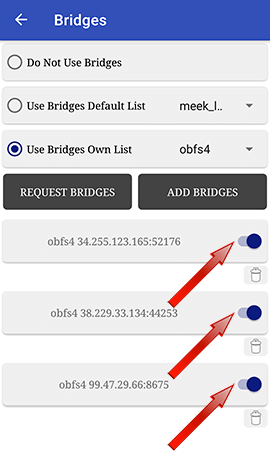 Bridges
Do Not Use Bridges
Use Bridges Default List meek_l..
Use Bridges Own List obfs4
REQUEST BRIDGES ADD BRIDGES
obfs4 34.255.123.165:52176
obfs4 38.229.33.134:44253
obfs4 99.47.29.66:8675